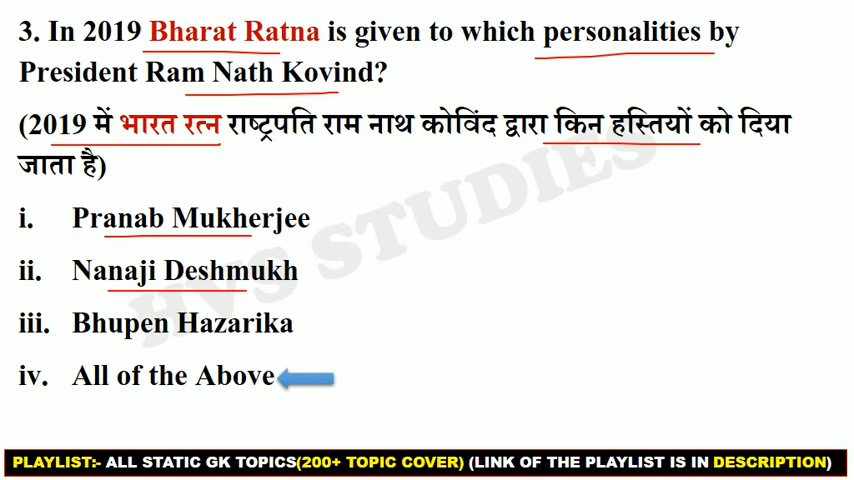 3. In 2019 Bharat Ratna is given to which personalities by
President Ram Nath Kovind?
(2019 में भारत रत्न राष्ट्रपति राम नाथ कोविंद द्वारा किन हस्तियों को दिया
जाता है)
i. Pranab Mukherjee
ii. Nanaji Deshmukh
iii. Bhupen Hazarika
iv. All of the Above
HVS STUDIES
PLAYLIST:- ALL STATIC GK TOPICS(200+ TOPIC COVER) (LINK OF THE PLAYLIST IS IN DESCRIPTION)